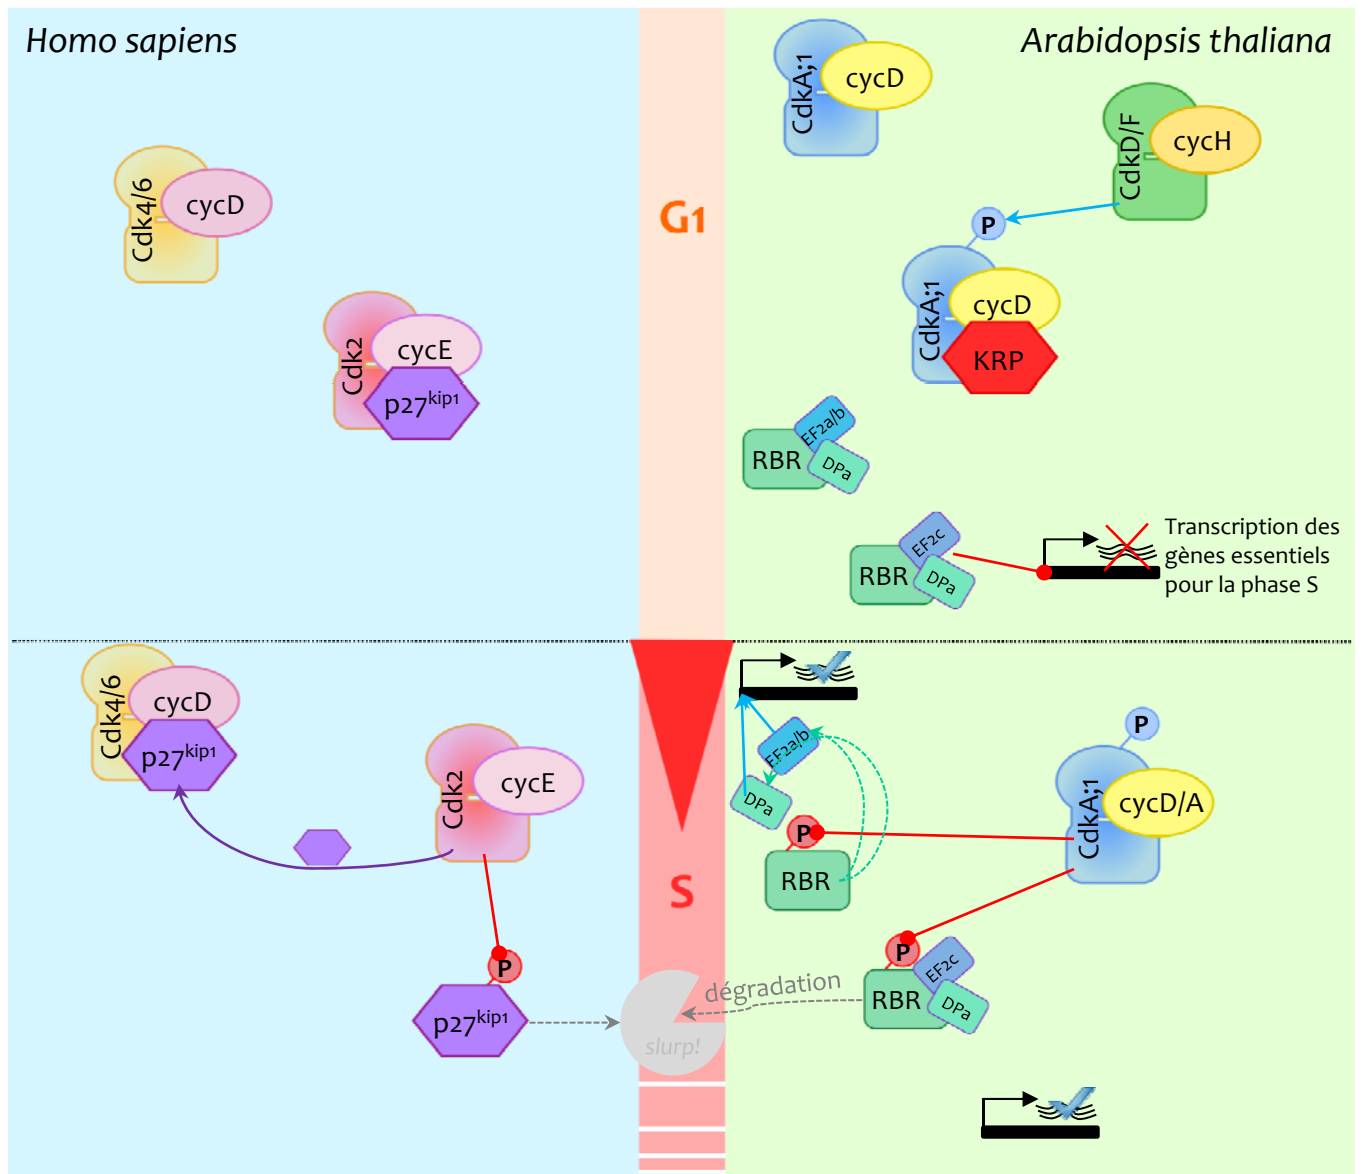 Homo sapiens
Arabidopsis thaliana
G1
Cdk4/6
cycD
Cdk2
cycE
p27kip1
CdkA;1
cycD
CdkD/F
cycH
P
CdkA;1
cycD
KRP
RBR
EF2a/b
DPa
RBR
EF2c
DPa
Transcription des
gènes essentiels
pour la phase S
S
Cdk4/6
cycD
p27kip1
Cdk2
cycE
P
p27kip1
slurp!
dégradation
EF2a/b
DPa
P
RBR
P
CdkA;1
cycD/A
P
RBR
EF2c
DPa